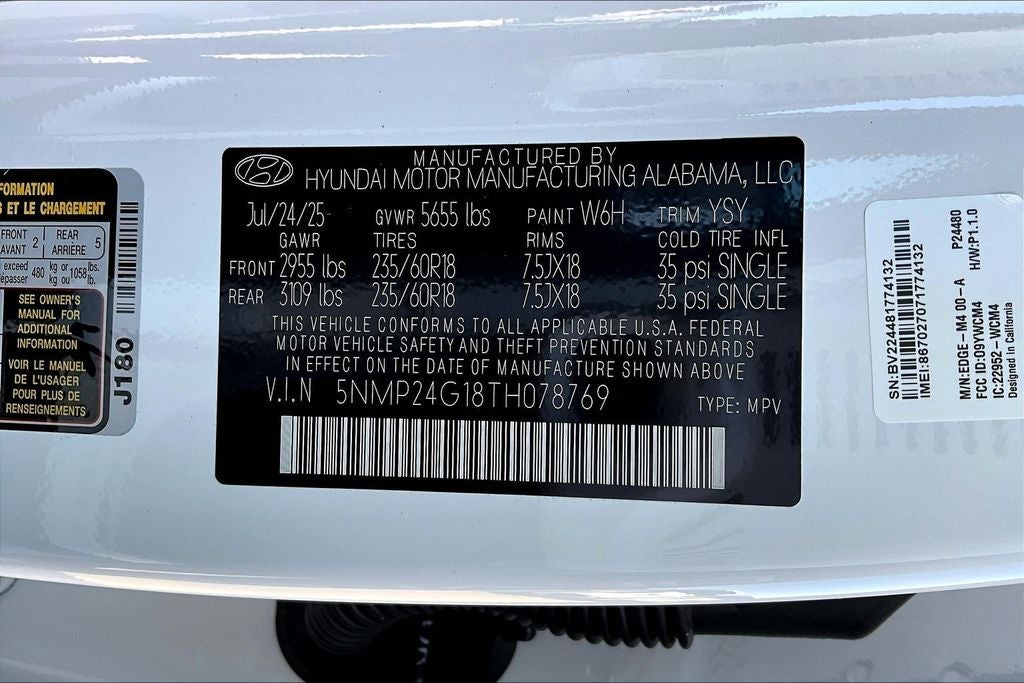 MANUFACTURED BY
HYUNDAI MOTOR MANUFACTURING ALABAMA, LLC
Jul/24/25 GVWR 5655 lbs PAINT W6H TRIM YSY
GAWR TIRES RIMS COLD TIRE INFL
FRONT 2955 lbs 235/60R18 7.5JX18 35 psi SINGLE
REAR 3109 lbs 235/60R18 7.5JX18 35 psi SINGLE
THIS VEHICLE CONFORMS TO ALL APPLICABLE U.S.A. FEDERAL
MOTOR VEHICLE SAFETY AND THEFT PREVENTION STANDARDS
IN EFFECT ON THE DATE OF MANUFACTURE SHOWN ABOVE.
V.I.N 5NMP24G18TH078769 TYPE: MPV
FORMATION
S ET LE CHARGEMENT
FRONT 2 REAR 5
AVANT ARRIÈRE
exceed 480 kg or 1058 lbs.
épasser kg ou lb.
SEE OWNER'S
MANUAL FOR
ADDITIONAL
INFORMATION
VOIR LE MANUEL
DE L'USAGER
POUR PLUS DE
RENSEIGNEMENTS
J180
SN:BV224481774132
IMEI:867027071774132
P24480
H/W:P1.1.0
M/N:EDGE-M4 00-A
FCC ID:09YWCM4
IC:22952-WCM4
Designed in California